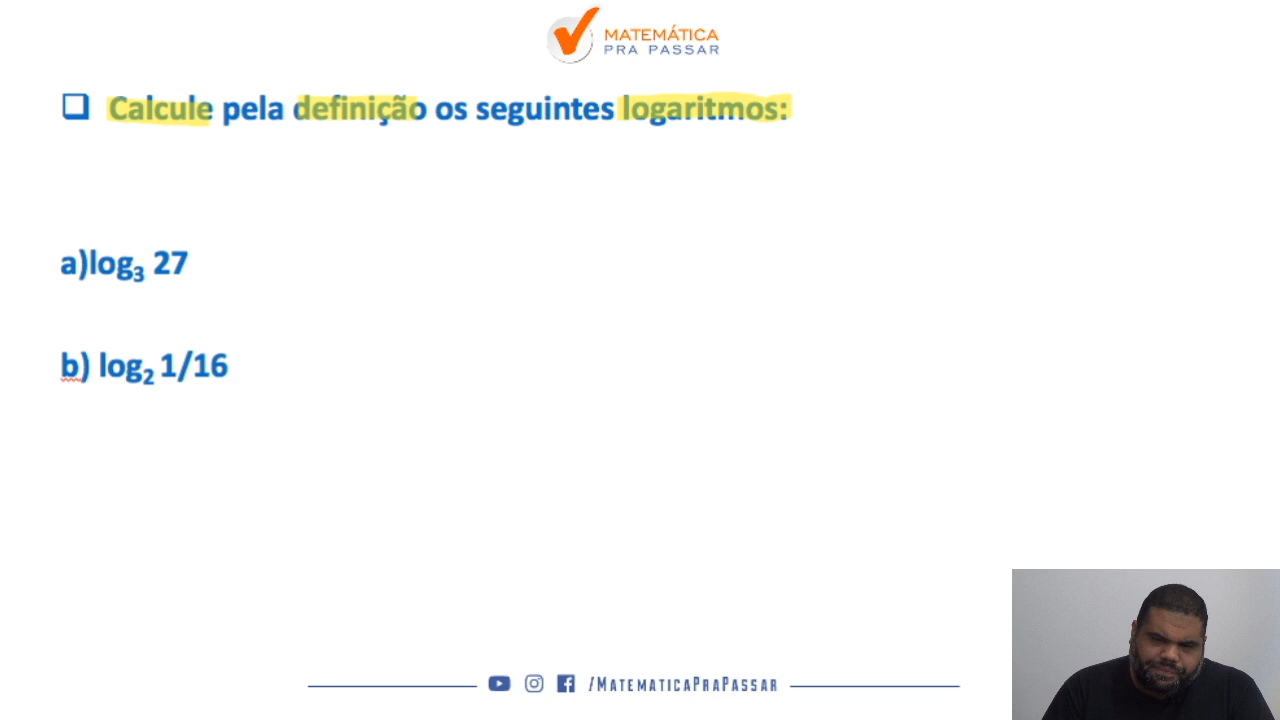 MATEMÁTICA
PRA PASSAR
Calcule pela definição os seguintes logaritmos:
a)log₃ 27
b) log₂ 1/16
/MATEMATICAPRAPASSAR